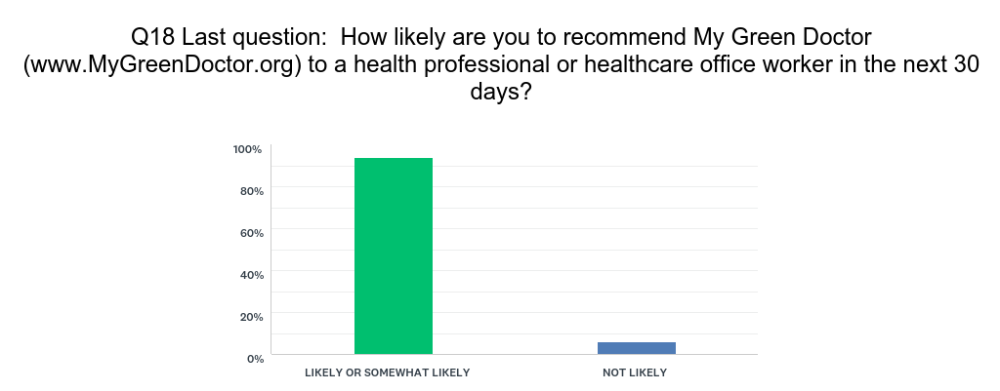 Q18 Last question:  How likely are you to recommend My Green Doctor
(www.MyGreenDoctor.org) to a health professional or healthcare office worker in the next 30
days?
100%
80%
60%
40%
20%
0%
LIKELY OR SOMEWHAT LIKELY
NOT LIKELY